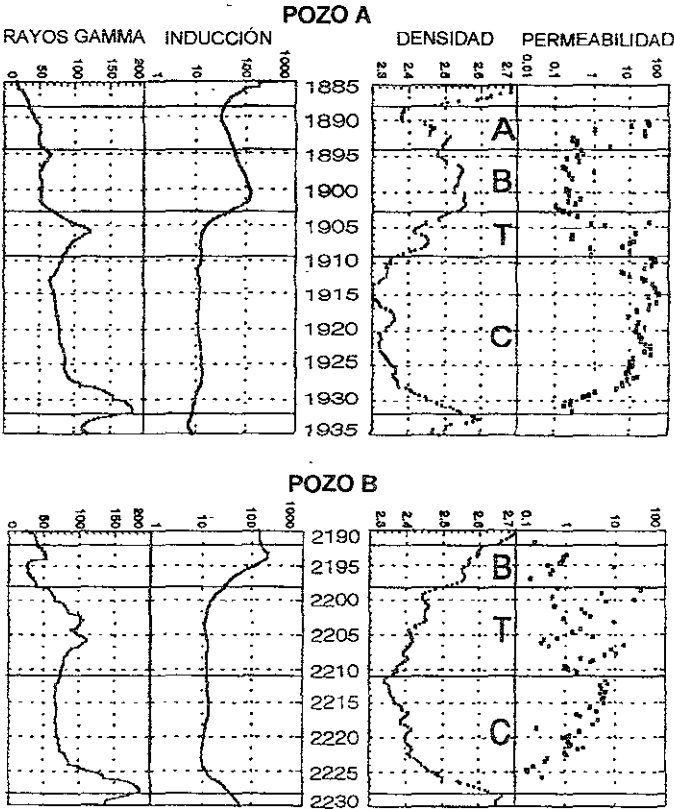 POZO A
RAYOS GAMMA INDUCCIÓN DENSIDAD PERMEABILIDAD
0 50 100 150 200 1 10 100 1000 2.3 2.4 2.5 2.6 2.7 0.01 0.1 1 10 100
1885
1890
A
1895
B
1900
1905
T
1910
1915
1920
C
1925
1930
1935
POZO B
0 50 100 150 200 1 10 100 1000 2.3 2.4 2.5 2.6 2.7 0.1 1 10 100
2190
2195
B
2200
2205
T
2210
2215
2220
C
2225
2230